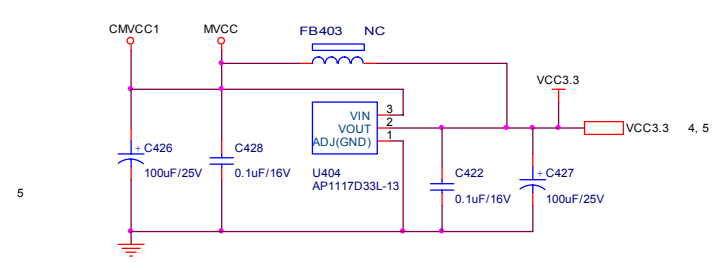 CMVCC1 MVCC
FB403 NC
VCC3.3
VIN 3
VOUT 2
ADJ(GND) 1
VCC3.3 4, 5
+ C426
100uF/25V
C428
0.1uF/16V
U404
AP1117D33L-13
C422
0.1uF/16V
+ C427
100uF/25V
5